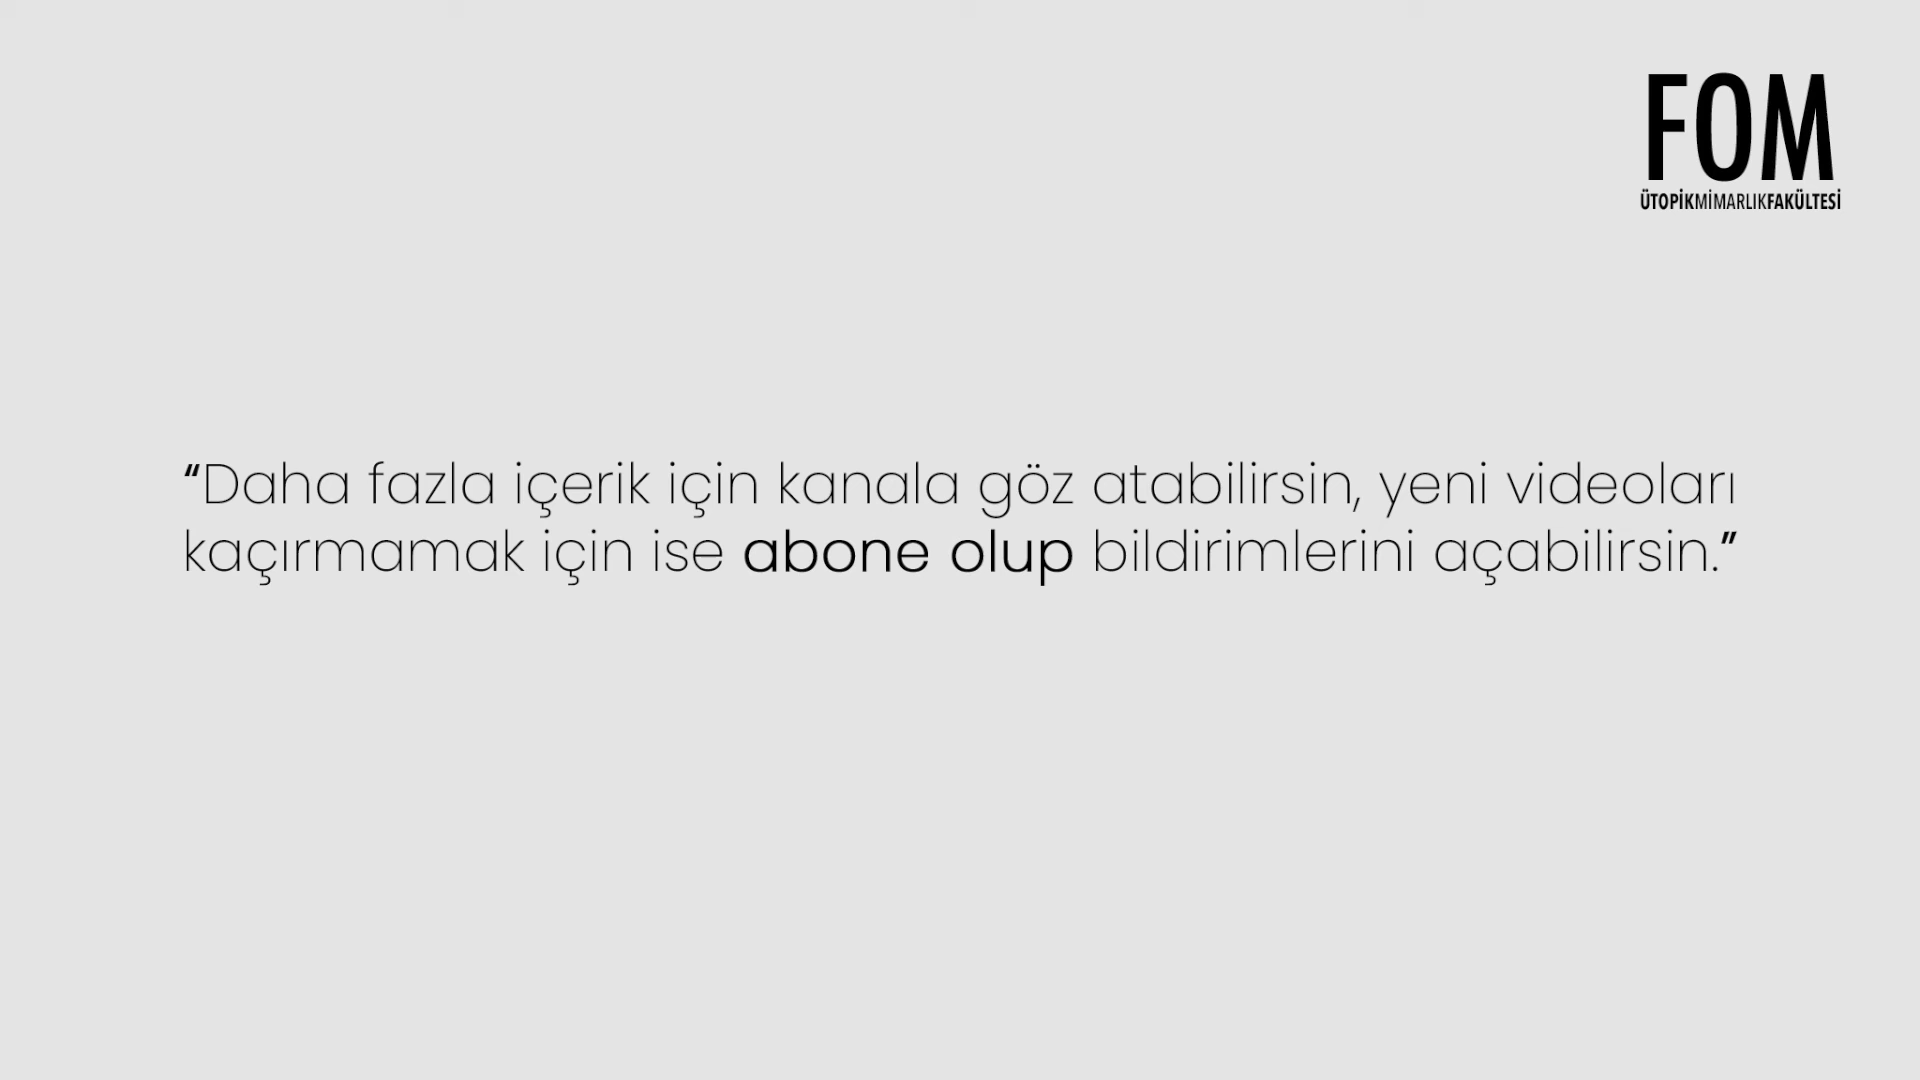 FOM
ÜTOPİKMİMARLIKFAKÜLTESİ
“Daha fazla içerik için kanala göz atabilirsin, yeni videoları
kaçırmamak için ise abone olup bildirimlerini açabilirsin.”